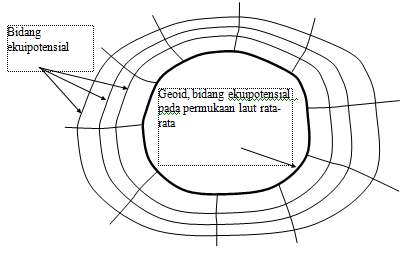 Bidang
ekuipotensial
Geoid, bidang ekuipotensial
pada permukaan laut rata-
rata